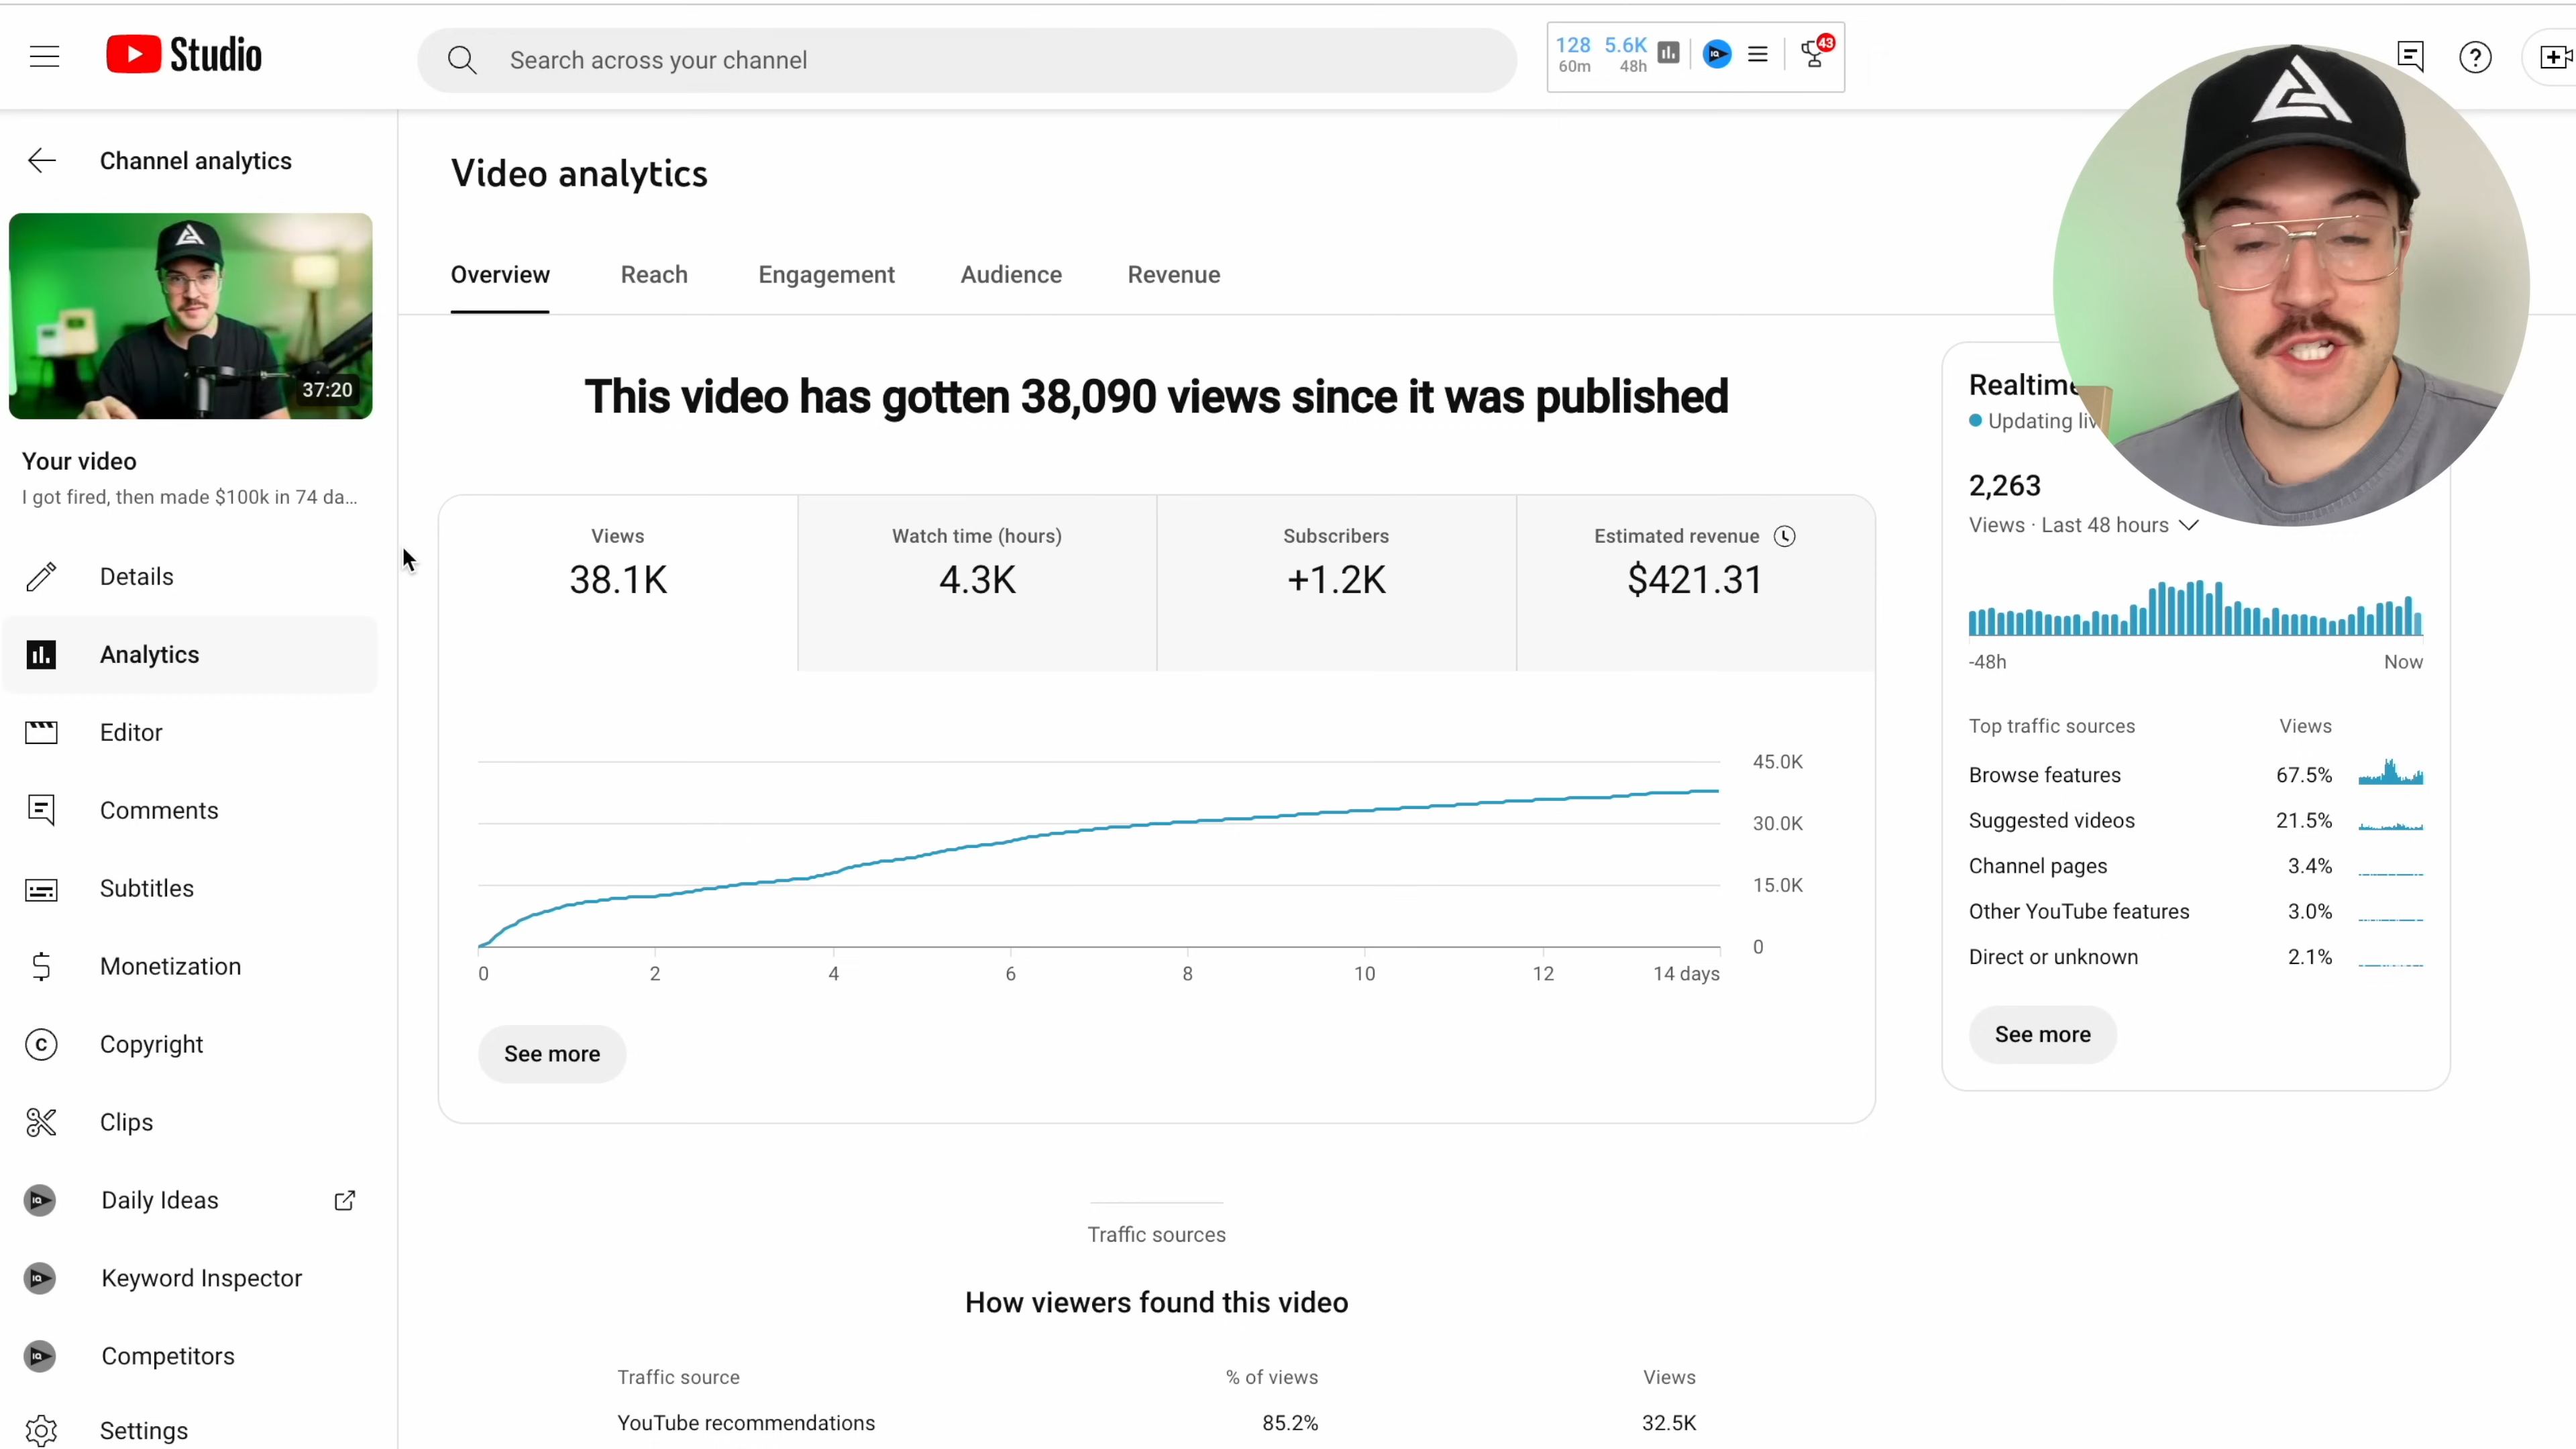 Studio
Search across your channel
128 5.6K
60m 48h
43
Channel analytics
37:20
Your video
I got fired, then made $100k in 74 da...
Details
Analytics
Editor
Comments
Subtitles
Monetization
Copyright
Clips
Daily Ideas
Keyword Inspector
Competitors
Settings
Video analytics
Overview Reach Engagement Audience Revenue
This video has gotten 38,090 views since it was published
Views
38.1K
Watch time (hours)
4.3K
Subscribers
+1.2K
Estimated revenue
$421.31
45.0K
30.0K
15.0K
0
0 2 4 6 8 10 12 14 days
See more
Traffic sources
How viewers found this video
Traffic source % of views Views
YouTube recommendations 85.2% 32.5K
Realtime
Updating liv
2,263
Views · Last 48 hours
-48h Now
Top traffic sources Views
Browse features 67.5%
Suggested videos 21.5%
Channel pages 3.4%
Other YouTube features 3.0%
Direct or unknown 2.1%
See more